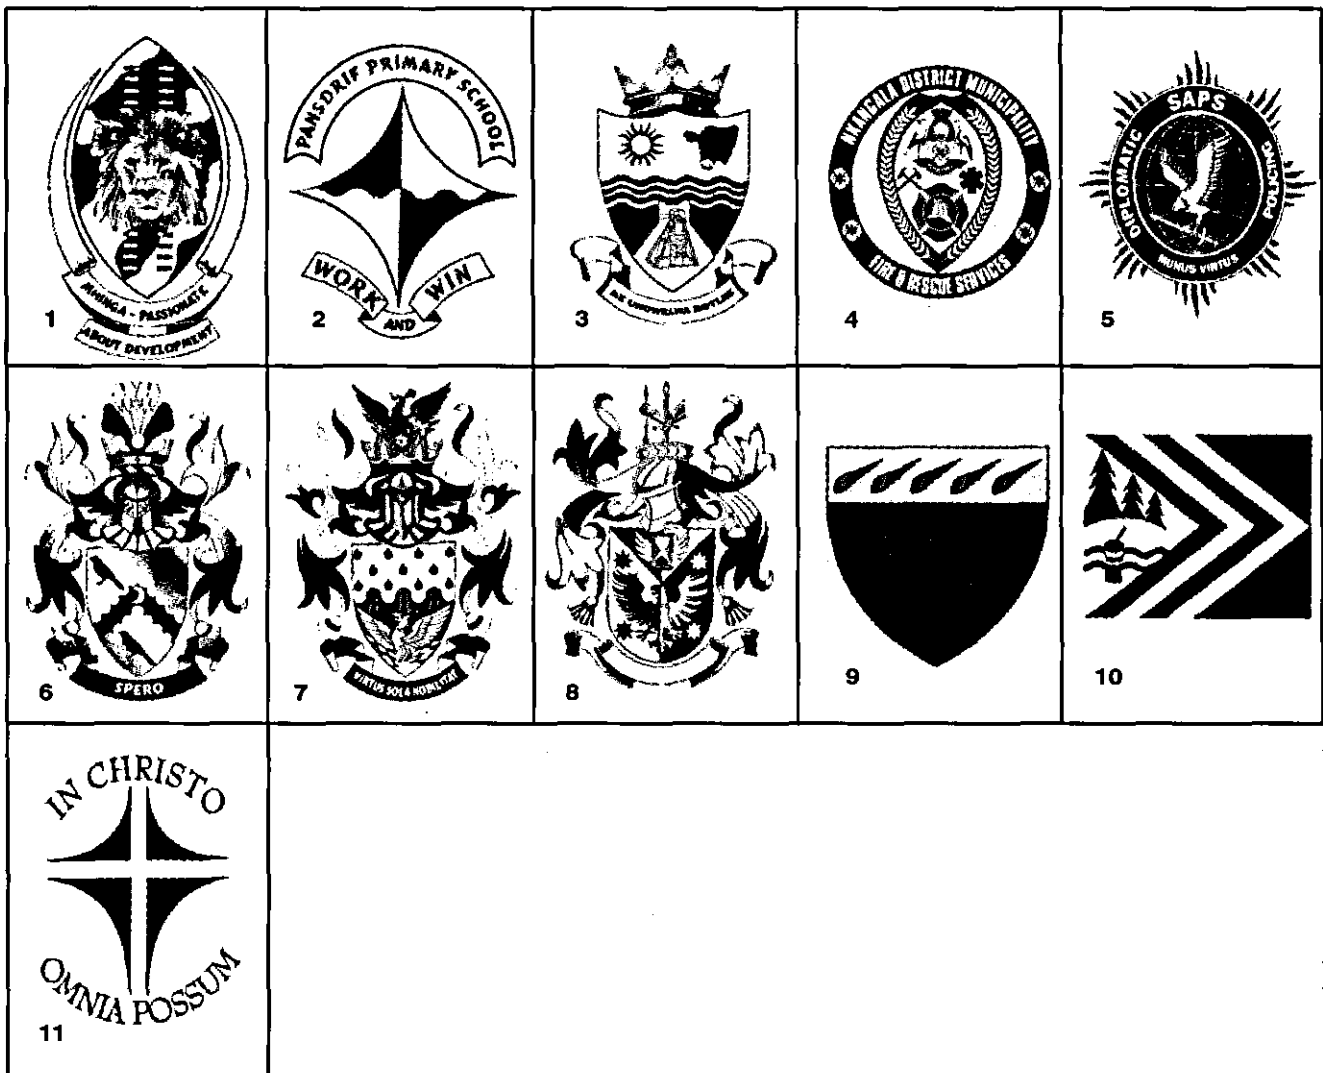 MHINGA - PASSIONATE
ABOUT DEVELOPMENT
1
PANSDRIF PRIMARY SCHOOL
WORK AND WIN
2
3
DISTRICT MUNICIPALITY
FIRE & RESCUE SERVICES
4
SAPS
DIPLOMATIC POLICING
MUNUS VIRTUS
5
SPERO
6
VIRTUS SOLA NOBILITAT
7
8
9
10
IN CHRISTO
OMNIA POSSUM
11